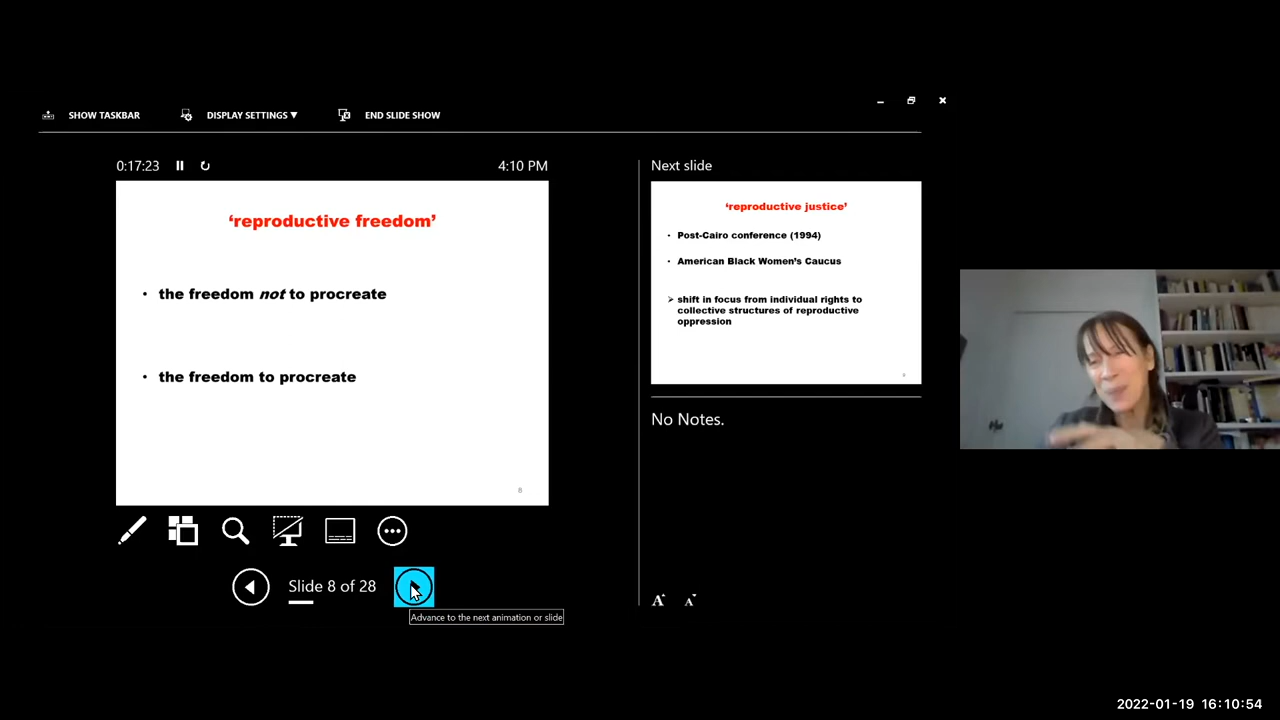 SHOW TASKBAR
DISPLAY SETTINGS ▼
END SLIDE SHOW
0:17:23
4:10 PM
‘reproductive freedom’
• the freedom not to procreate
• the freedom to procreate
8
Slide 8 of 28
Advance to the next animation or slide
Next slide
‘reproductive justice’
• Post-Cairo conference (1994)
• American Black Women’s Caucus
➢ shift in focus from individual rights to
collective structures of reproductive
oppression
No Notes.
A A
2022-01-19 16:10:54